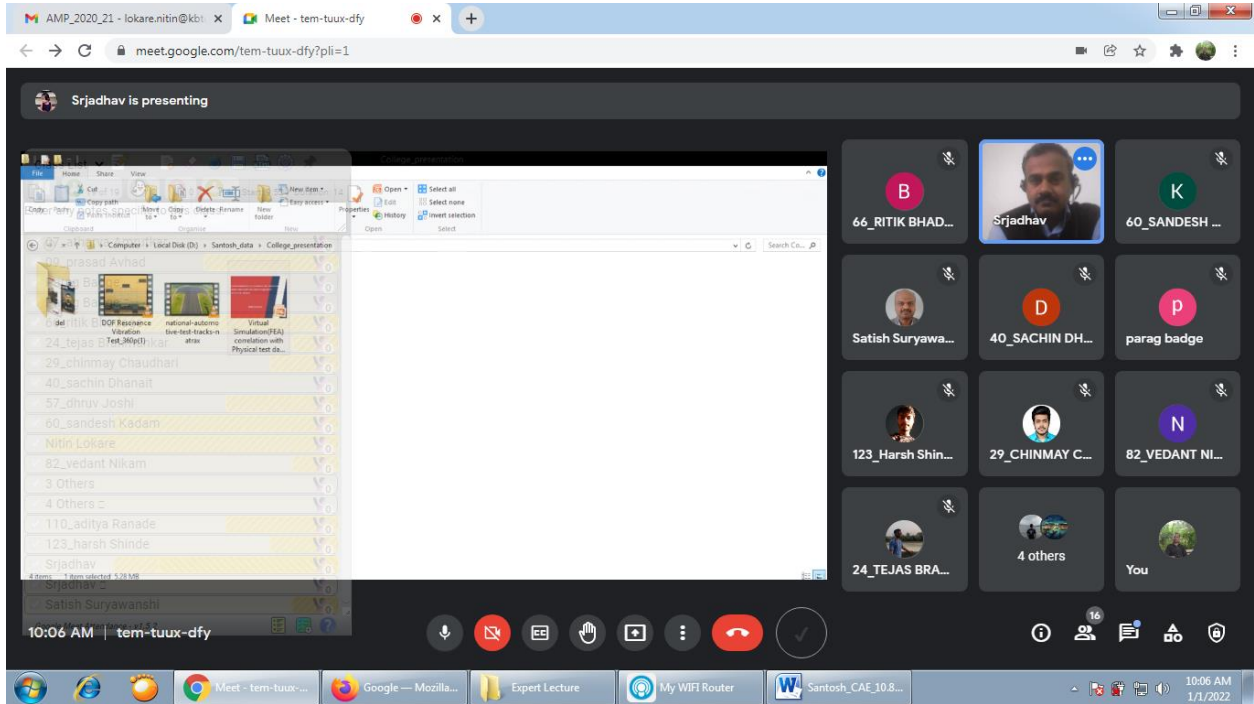 AMP_2020_21 - lokare.nitin@kbt
Meet - tem-tuux-dfy
meet.google.com/tem-tuux-dfy?pli=1
Srjadhav is presenting
College_presentation
File Home Share View
Cut
Copy path
Copy Paste
Move to
Copy to
Delete Rename
New folder
New item
Easy access
Properties
Open
Edit
History
Select all
Select none
Invert selection
Clipboard Organise New Open Select
Computer Local Disk (D:) Santosh_data College_presentation
Search Co...
09_prasad Avhad
del
DOF Resonance Vibration Test_360p(1)
national-automotive-test-tracks-natrax
Virtual Simulation(FEA) correlation with Physical test da...
29_chinmay Chaudhari
40_sachin Dhanait
57_dhruv Joshi
60_sandesh Kadam
Nitin Lokare
82_vedant Nikam
3 Others
4 Others
110_aditya Ranade
123_harsh Shinde
Srjadhav
4 items 1 item selected 5.28 MB
Srjadhav
Satish Suryawanshi
B
66_RITIK BHAD...
Srjadhav
K
60_SANDESH ...
Satish Suryawa...
D
40_SACHIN DH...
p
parag badge
123_Harsh Shin...
29_CHINMAY C...
N
82_VEDANT NI...
24_TEJAS BRA...
4 others
You
10:06 AM | tem-tuux-dfy
CC
16
Meet - tem-tuux-...
Google — Mozilla...
Expert Lecture
My WIFI Router
Santosh_CAE_10.8...
10:06 AM
1/1/2022